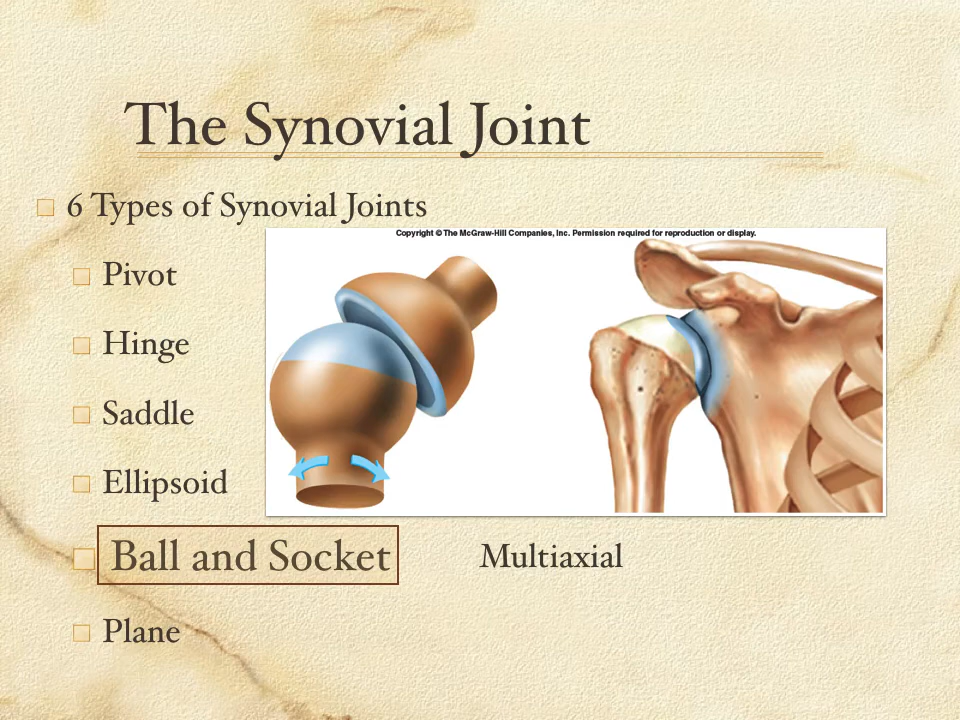 The Synovial Joint
6 Types of Synovial Joints
Copyright © The McGraw-Hill Companies, Inc. Permission required for reproduction or display.
Pivot
Hinge
Saddle
Ellipsoid
Ball and Socket
Multiaxial
Plane